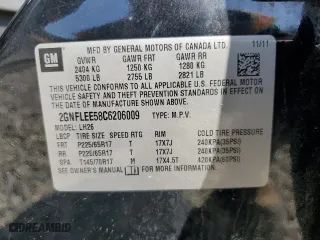 GM
MFD BY GENERAL MOTORS OF CANADA LTD.
11/11
GVWR GAWR FRT GAWR RR
2404 KG 1250 KG 1280 KG
5300 LB 2755 LB 2821 LB
THIS VEHICLE CONFORMS TO ALL APPLICABLE U.S. FEDERAL MOTOR
VEHICLE SAFETY, BUMPER, AND THEFT PREVENTION STANDARDS
IN EFFECT ON THE DATE OF MANUFACTURE SHOWN ABOVE.
2GNFLEE58C6206009 TYPE: M.P.V.
MODEL: LH26
LBCP TIRE SIZE SPEED RTG RIM COLD TIRE PRESSURE
FRT P225/65R17 T 17X7J 240KPA(35PSI)
RR P225/65R17 T 17X7J 240KPA(35PSI)
SPA T145/70R17 M 17X4.5T 420KPA(60PSI)
SEE OWNER'S MANUAL FOR ADDITIONAL INFORMATION.